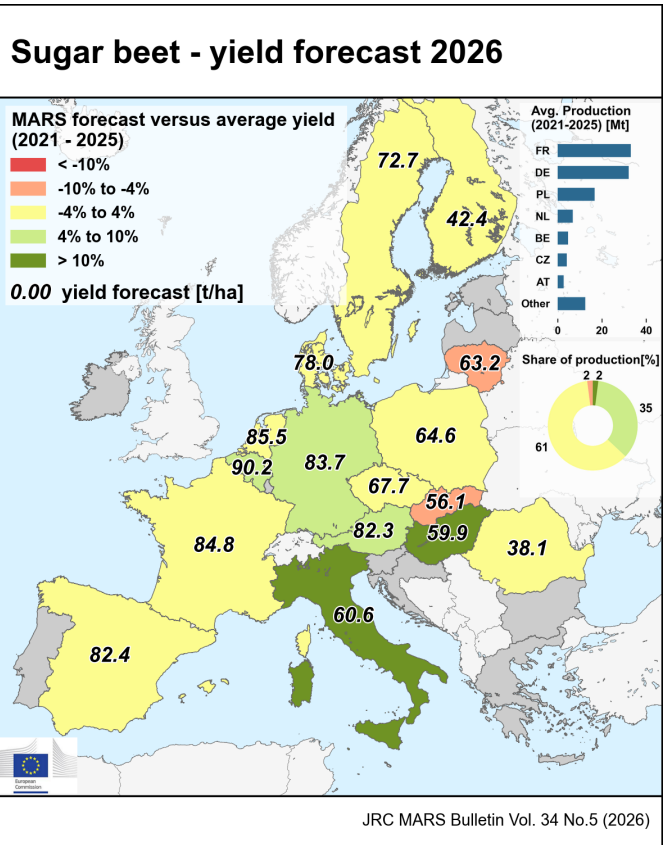 Sugar beet - yield forecast 2026
MARS forecast versus average yield
(2021 - 2025)
< -10%
-10% to -4%
-4% to 4%
4% to 10%
> 10%
0.00 yield forecast [t/ha]
Avg. Production
(2021-2025) [Mt]
FR
DE
PL
NL
BE
CZ
AT
Other
0 20 40
Share of production[%]
2 2
35
61
72.7
42.4
78.0
63.2
85.5
64.6
90.2
83.7
67.7
56.1
82.3
59.9
84.8
38.1
60.6
82.4
European
Commission
JRC MARS Bulletin Vol. 34 No.5 (2026)